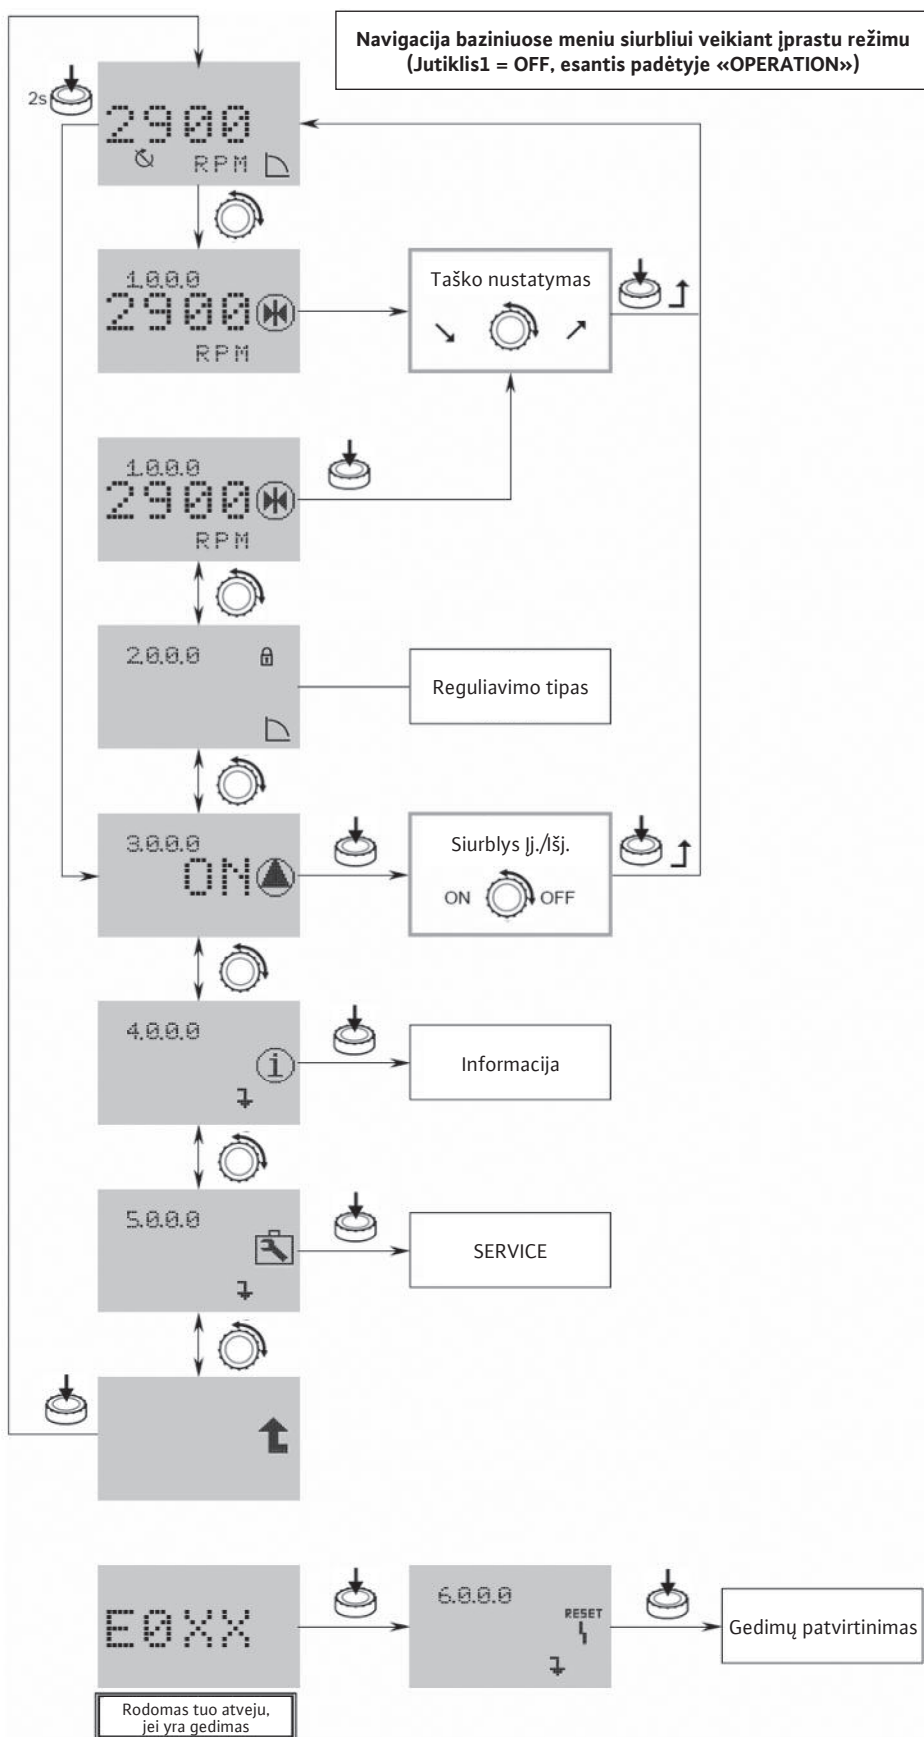 Navigacija baziniuose meniu siurbliui veikiant įprastu režimu
(Jutiklis1 = OFF, esantis padėtyje «OPERATION»)
2s
2900
RPM
1.0.0.0
2900
RPM
Taško nustatymas
1.0.0.0
2900
RPM
2.0.0.0
Reguliavimo tipas
3.0.0.0
ON
Siurblys Įj./Išj.
ON
OFF
4.0.0.0
i
Informacija
5.0.0.0
SERVICE
E0XX
6.0.0.0
RESET
Gedimų patvirtinimas
Rodomas tuo atveju,
jei yra gedimas